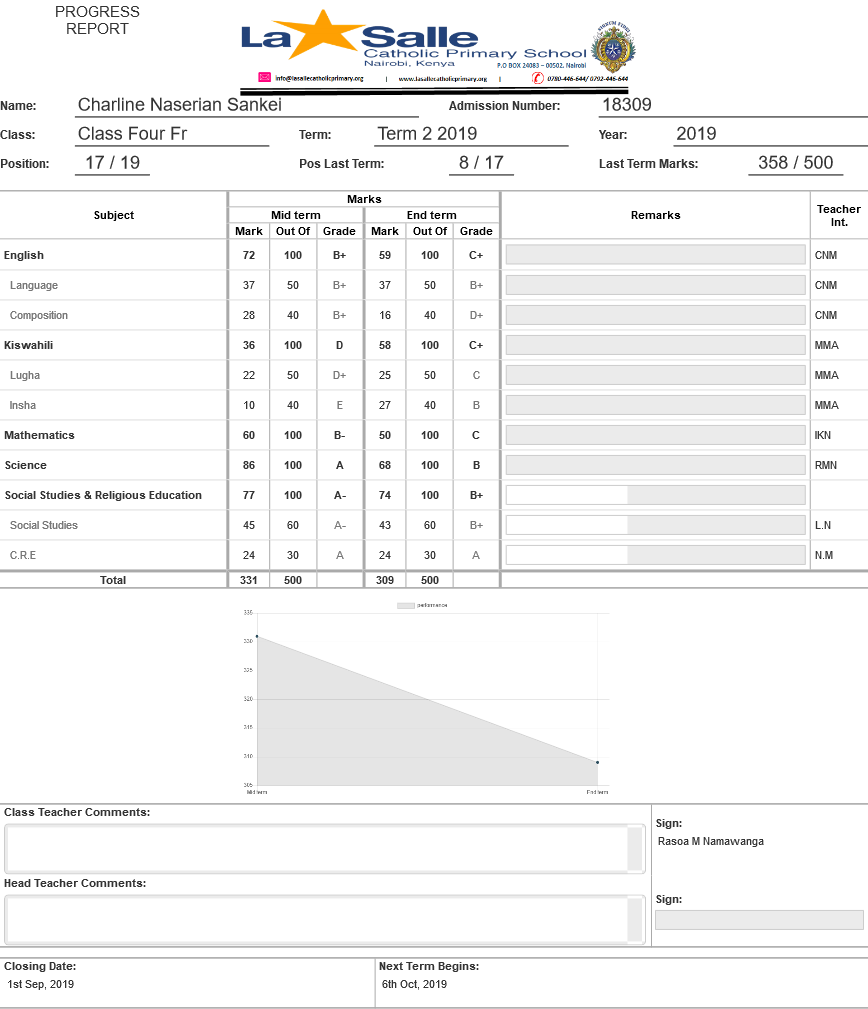 PROGRESS
REPORT
La Salle
Catholic Primary School
Nairobi, Kenya
P.O BOX 24083 – 00502, Nairobi
info@lasallecatholicprimary.org | www.lasallecatholicprimary.org | 0780-446-644/ 0792-446-644
Name: Charline Naserian Sankei Admission Number: 18309
Class: Class Four Fr Term: Term 2 2019 Year: 2019
Position: 17 / 19 Pos Last Term: 8 / 17 Last Term Marks: 358 / 500
Marks
Subject Mid term End term Remarks Teacher Int.
Mark Out Of Grade Mark Out Of Grade
English 72 100 B+ 59 100 C+ CNM
Language 37 50 B+ 37 50 B+ CNM
Composition 28 40 B+ 16 40 D+ CNM
Kiswahili 36 100 D 58 100 C+ MMA
Lugha 22 50 D+ 25 50 C MMA
Insha 10 40 E 27 40 B MMA
Mathematics 60 100 B- 50 100 C IKN
Science 86 100 A 68 100 B RMN
Social Studies & Religious Education 77 100 A- 74 100 B+
Social Studies 45 60 A- 43 60 B+ L.N
C.R.E 24 30 A 24 30 A N.M
Total 331 500 309 500
performance
335
330
325
320
315
310
305
Mid term End term
Class Teacher Comments:
Sign:
Rasoa M Namawanga
Head Teacher Comments:
Sign:
Closing Date: Next Term Begins:
1st Sep, 2019 6th Oct, 2019